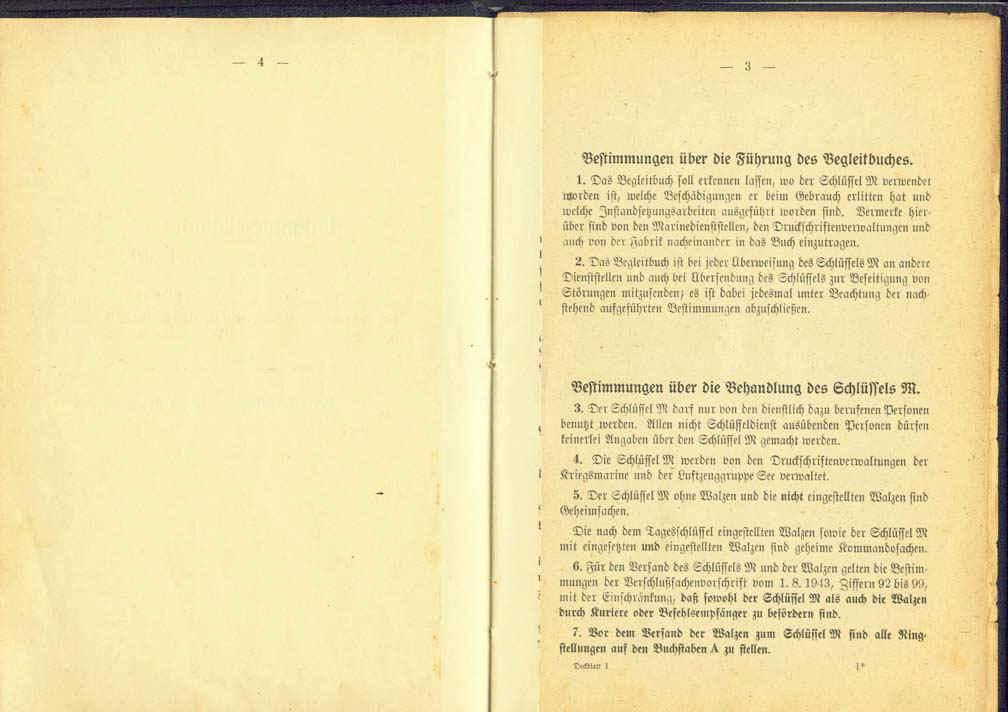 — 4 —
— 3 —
Bestimmungen über die Führung des Begleitbuches.
1. Das Begleitbuch soll erkennen lassen, wo der Schlüssel M verwendet
worden ist, welche Beschädigungen er beim Gebrauch erlitten hat und
welche Instandsetzungsarbeiten ausgeführt worden sind. Vermerke hier-
über sind von den Marinedienststellen, den Druckschriftenverwaltungen und
auch von der Fabrik nacheinander in das Buch einzutragen.
2. Das Begleitbuch ist bei jeder Überweisung des Schlüssels M an andere
Dienststellen und auch bei Übersendung des Schlüssels zur Beseitigung von
Störungen mitzusenden; es ist dabei jedesmal unter Beachtung der nach-
stehend aufgeführten Bestimmungen abzuschließen.
Bestimmungen über die Behandlung des Schlüssels M.
3. Der Schlüssel M darf nur von den dienstlich dazu berufenen Personen
benutzt werden. Allen nicht Schlüsseldienst ausübenden Personen dürfen
keinerlei Angaben über den Schlüssel M gemacht werden.
4. Die Schlüssel M werden von den Druckschriftenverwaltungen der
Kriegsmarine und der Luftzeuggruppe See verwaltet.
5. Der Schlüssel M ohne Walzen und die nicht eingestellten Walzen sind
Geheimsachen.
Die nach dem Tagesschlüssel eingestellten Walzen sowie der Schlüssel M
mit eingesetzten und eingestellten Walzen sind geheime Kommandosachen.
6. Für den Versand des Schlüssels M und der Walzen gelten die Bestim-
mungen der Verschlußsachenvorschrift vom 1. 8. 1943, Ziffern 92 bis 99,
mit der Einschränkung, daß sowohl der Schlüssel M als auch die Walzen
durch Kuriere oder Befehlsempfänger zu befördern sind.
7. Vor dem Versand der Walzen zum Schlüssel M sind alle Ring-
stellungen auf den Buchstaben A zu stellen.
Deckblatt 1
1*